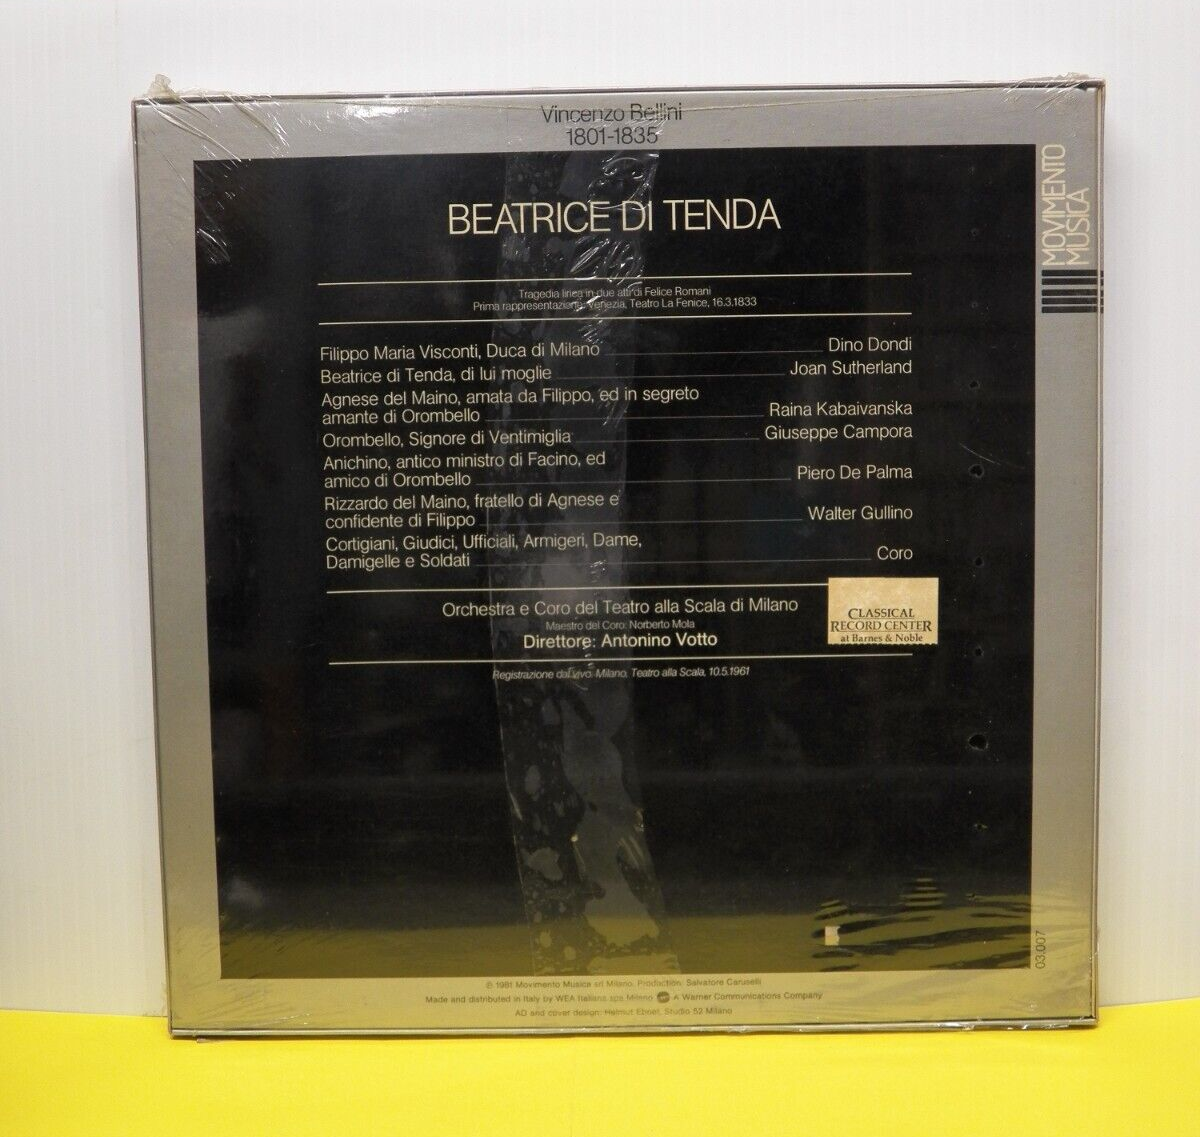 Vincenzo Bellini
1801-1835
MOVIMENTO
MUSICA
BEATRICE DI TENDA
Tragedia lirica in due atti di Felice Romani
Prima rappresentazione: Venezia, Teatro La Fenice, 16.3.1833
Filippo Maria Visconti, Duca di Milano Dino Dondi
Beatrice di Tenda, di lui moglie Joan Sutherland
Agnese del Maino, amata da Filippo, ed in segreto
amante di Orombello Raina Kabaivanska
Orombello, Signore di Ventimiglia Giuseppe Campora
Anichino, antico ministro di Facino, ed
amico di Orombello Piero De Palma
Rizzardo del Maino, fratello di Agnese e
confidente di Filippo Walter Gullino
Cortigiani, Giudici, Ufficiali, Armigeri, Dame,
Damigelle e Soldati Coro
Orchestra e Coro del Teatro alla Scala di Milano
Maestro del Coro: Norberto Mola
Direttore: Antonino Votto
Registrazione dal vivo. Milano, Teatro alla Scala, 10.5.1961
CLASSICAL
RECORD CENTER
at Barnes & Noble
03.007
℗ 1981 Movimento Musica srl Milano. Production: Salvatore Caruselli
Made and distributed in Italy by WEA Italiana spa Milano A Warner Communications Company
AD and cover design: Helmut Ebnet, Studio 52 Milano